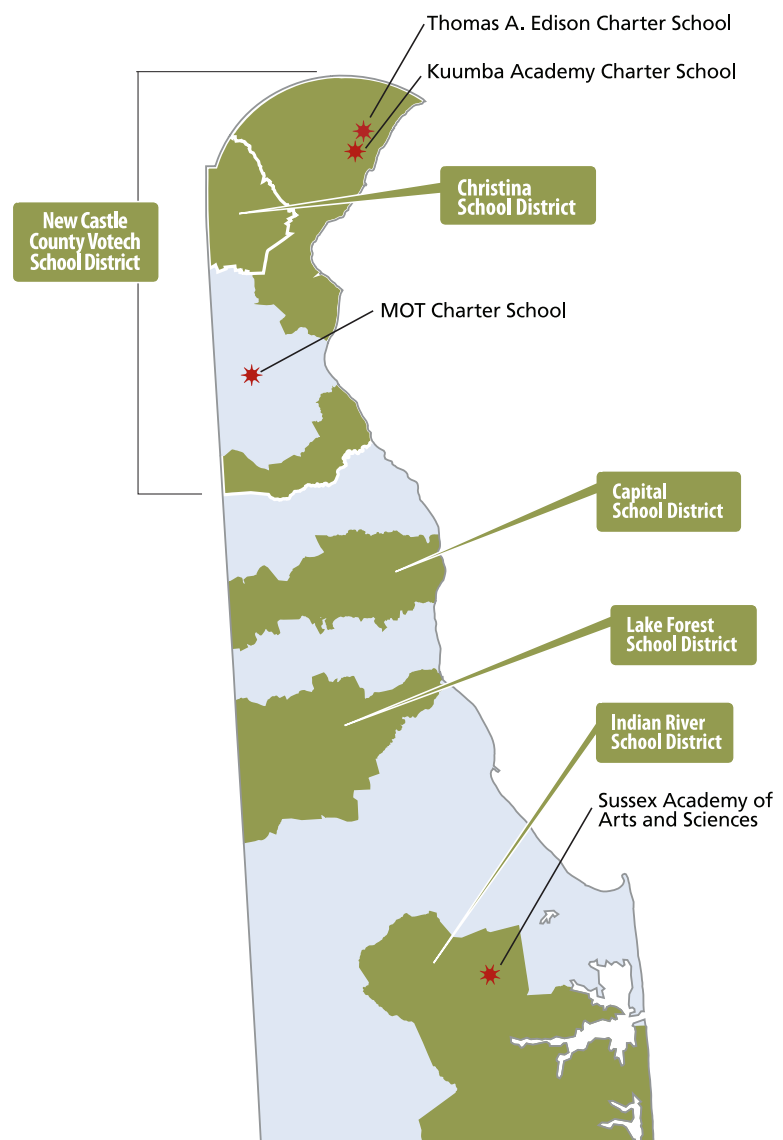 Thomas A. Edison Charter School
Kuumba Academy Charter School
Christina
School District
New Castle
County Votech
School District
MOT Charter School
Capital
School District
Lake Forest
School District
Indian River
School District
Sussex Academy of
Arts and Sciences